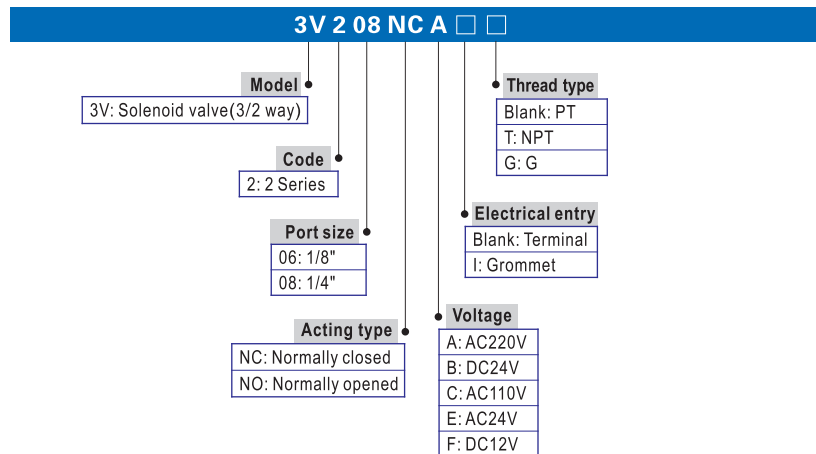 3V 2 08 NC A □ □
Model
3V: Solenoid valve(3/2 way)
Code
2: 2 Series
Port size
06: 1/8"
08: 1/4"
Acting type
NC: Normally closed
NO: Normally opened
Thread type
Blank: PT
T: NPT
G: G
Electrical entry
Blank: Terminal
I: Grommet
Voltage
A: AC220V
B: DC24V
C: AC110V
E: AC24V
F: DC12V